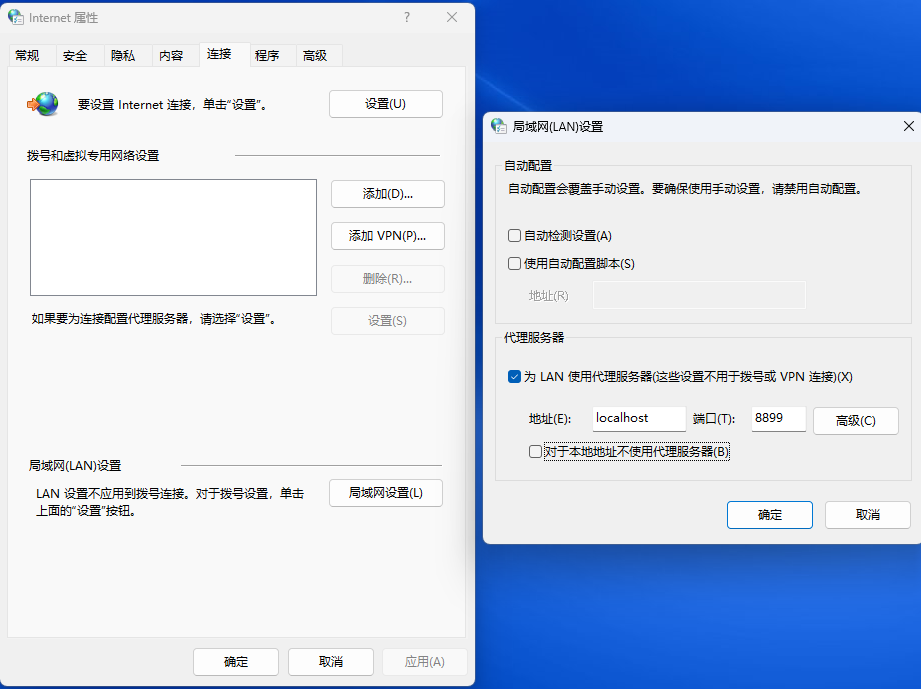 Internet 属性
?
常规 安全 隐私 内容 连接 程序 高级
要设置 Internet 连接，单击“设置”。
设置(U)
拨号和虚拟专用网络设置
添加(D)...
添加 VPN(P)...
删除(R)...
如果要为连接配置代理服务器，请选择“设置”。
设置(S)
局域网(LAN)设置
LAN 设置不应用到拨号连接。对于拨号设置，单击
上面的“设置”按钮。
局域网设置(L)
确定 取消 应用(A)
局域网(LAN)设置
自动配置
自动配置会覆盖手动设置。要确保使用手动设置，请禁用自动配置。
自动检测设置(A)
使用自动配置脚本(S)
地址(R)
代理服务器
为 LAN 使用代理服务器(这些设置不用于拨号或 VPN 连接)(X)
地址(E): localhost 端口(T): 8899 高级(C)
对于本地地址不使用代理服务器(B)
确定 取消